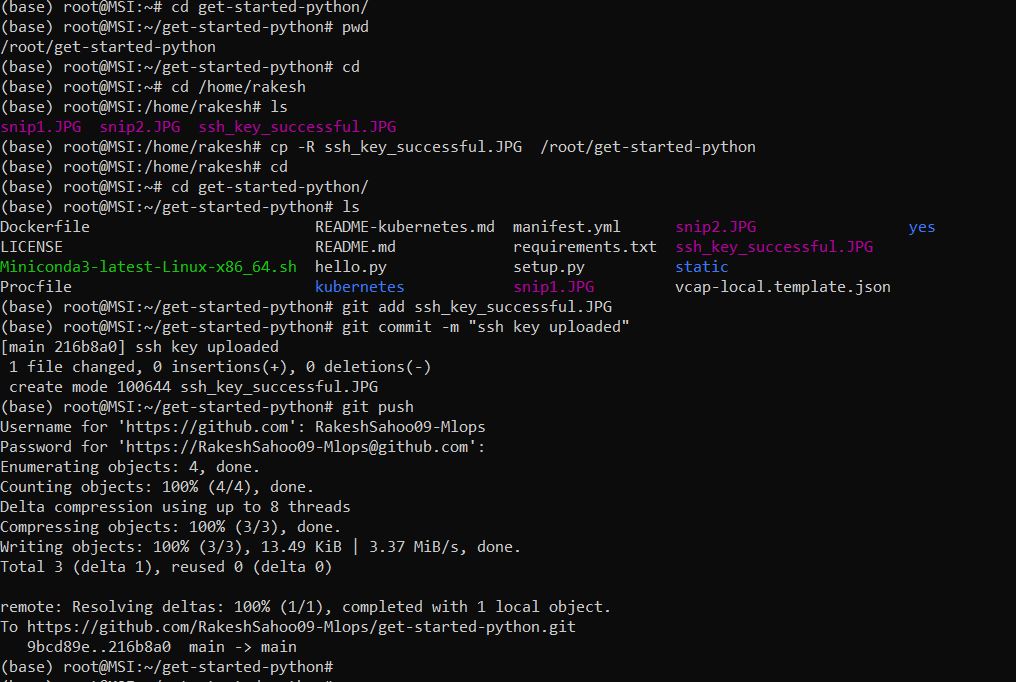 (base) root@MSI:~# cd get-started-python/
(base) root@MSI:~/get-started-python# pwd
/root/get-started-python
(base) root@MSI:~/get-started-python# cd
(base) root@MSI:~# cd /home/rakesh
(base) root@MSI:/home/rakesh# ls
snip1.JPG  snip2.JPG  ssh_key_successful.JPG
(base) root@MSI:/home/rakesh# cp -R ssh_key_successful.JPG  /root/get-started-python
(base) root@MSI:/home/rakesh# cd
(base) root@MSI:~# cd get-started-python/
(base) root@MSI:~/get-started-python# ls
Dockerfile                         README-kubernetes.md  manifest.yml      snip2.JPG                 yes
LICENSE                            README.md             requirements.txt  ssh_key_successful.JPG
Miniconda3-latest-Linux-x86_64.sh  hello.py              setup.py          static
Procfile                           kubernetes            snip1.JPG         vcap-local.template.json
(base) root@MSI:~/get-started-python# git add ssh_key_successful.JPG
(base) root@MSI:~/get-started-python# git commit -m "ssh key uploaded"
[main 216b8a0] ssh key uploaded
 1 file changed, 0 insertions(+), 0 deletions(-)
 create mode 100644 ssh_key_successful.JPG
(base) root@MSI:~/get-started-python# git push
Username for 'https://github.com': RakeshSahoo09-Mlops
Password for 'https://RakeshSahoo09-Mlops@github.com':
Enumerating objects: 4, done.
Counting objects: 100% (4/4), done.
Delta compression using up to 8 threads
Compressing objects: 100% (3/3), done.
Writing objects: 100% (3/3), 13.49 KiB | 3.37 MiB/s, done.
Total 3 (delta 1), reused 0 (delta 0)
remote: Resolving deltas: 100% (1/1), completed with 1 local object.
To https://github.com/RakeshSahoo09-Mlops/get-started-python.git
   9bcd89e..216b8a0  main -> main
(base) root@MSI:~/get-started-python#